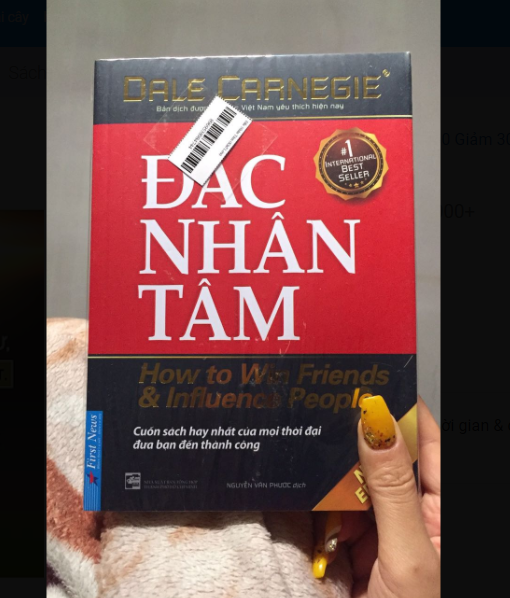 DALE CARNEGIE®
Bản dịch được Việt Nam yêu thích hiện nay
#1
INTERNATIONAL
BEST
SELLER
ĐẮC
NHÂN
TÂM
How to Win Friends
& Influence People
Cuốn sách hay nhất của mọi thời đại
đưa bạn đến thành công
First News
NGUYỄN VĂN PHƯỚC dịch
00+